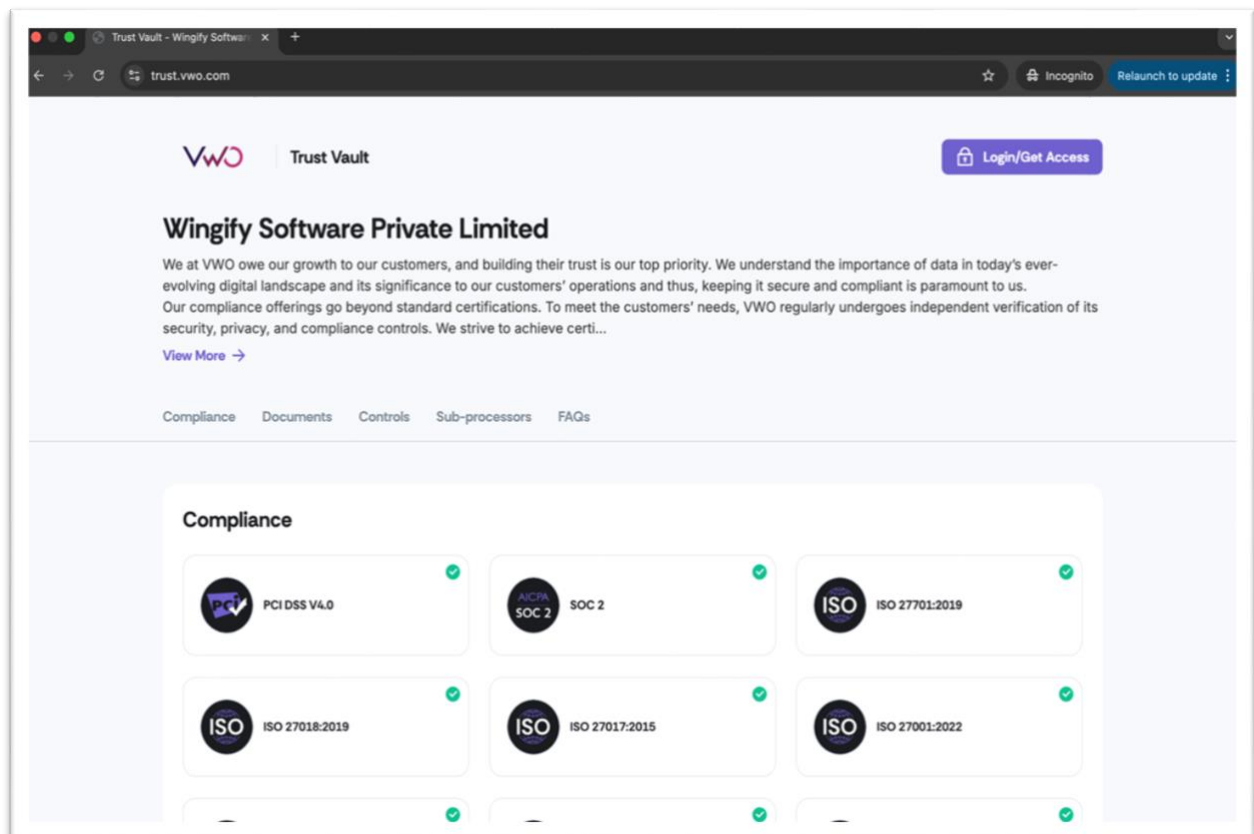 Trust Vault - Wingify Softwar
trust.vwo.com
Incognito
Relaunch to update
VWO
Trust Vault
Login/Get Access
Wingify Software Private Limited
We at VWO owe our growth to our customers, and building their trust is our top priority. We understand the importance of data in today's ever-
evolving digital landscape and its significance to our customers' operations and thus, keeping it secure and compliant is paramount to us.
Our compliance offerings go beyond standard certifications. To meet the customers' needs, VWO regularly undergoes independent verification of its
security, privacy, and compliance controls. We strive to achieve certi...
View More →
Compliance
Documents
Controls
Sub-processors
FAQs
Compliance
PCI
PCI DSS V4.0
AICPA
SOC 2
SOC 2
ISO
ISO 27701:2019
ISO
ISO 27018:2019
ISO
ISO 27017:2015
ISO
ISO 27001:2022